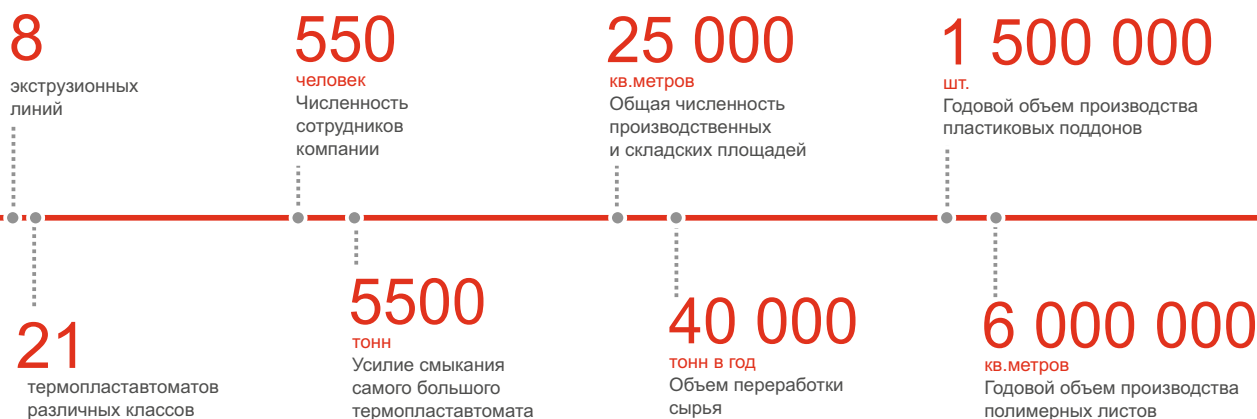 8
экструзионных
линий
550
человек
Численность
сотрудников
компании
25 000
кв.метров
Общая численность
производственных
и складских площадей
1 500 000
шт.
Годовой объем производства
пластиковых поддонов
21
термопластавтоматов
различных классов
5500
тонн
Усилие смыкания
самого большого
термопластавтомата
40 000
тонн в год
Объем переработки
сырья
6 000 000
кв.метров
Годовой объем производства
полимерных листов